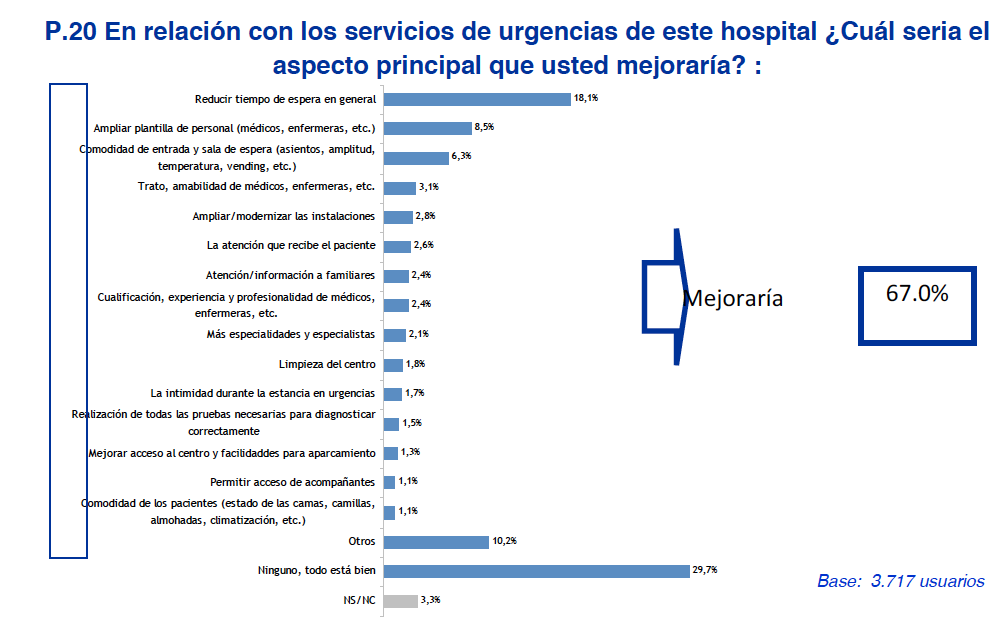 P.20 En relación con los servicios de urgencias de este hospital ¿Cuál seria el
aspecto principal que usted mejoraría? :
Reducir tiempo de espera en general 18,1%
Ampliar plantilla de personal (médicos, enfermeras, etc.) 8,5%
Comodidad de entrada y sala de espera (asientos, amplitud,
temperatura, vending, etc.) 6,3%
Trato, amabilidad de médicos, enfermeras, etc. 3,1%
Ampliar/modernizar las instalaciones 2,8%
La atención que recibe el paciente 2,6%
Atención/información a familiares 2,4%
Cualificación, experiencia y profesionalidad de médicos,
enfermeras, etc. 2,4%
Más especialidades y especialistas 2,1%
Limpieza del centro 1,8%
La intimidad durante la estancia en urgencias 1,7%
Realización de todas las pruebas necesarias para diagnosticar
correctamente 1,5%
Mejorar acceso al centro y facilidaddes para aparcamiento 1,3%
Permitir acceso de acompañantes 1,1%
Comodidad de los pacientes (estado de las camas, camillas,
almohadas, climatización, etc.) 1,1%
Otros 10,2%
Ninguno, todo está bien 29,7%
NS/NC 3,3%
Mejoraría
67.0%
Base: 3.717 usuarios